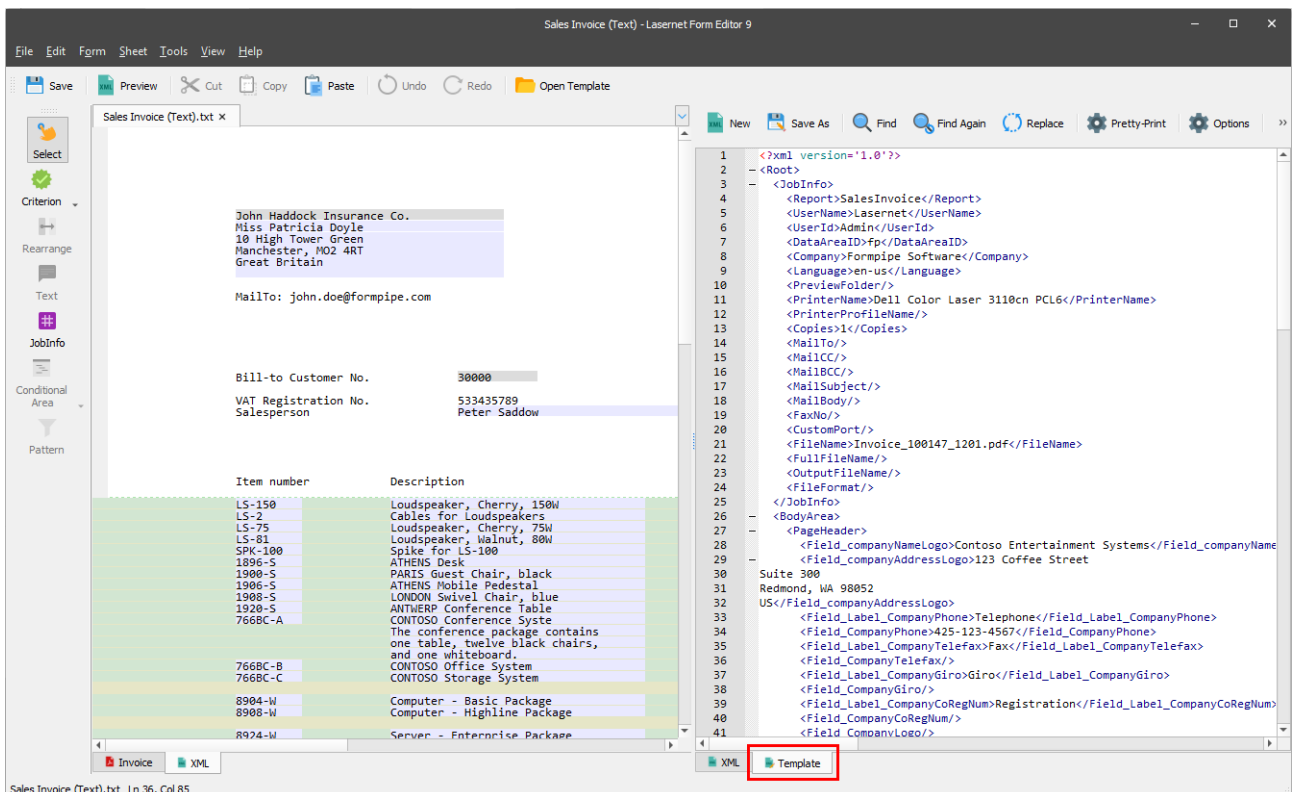 Sales Invoice (Text) - Lasernet Form Editor 9
File Edit Form Sheet Tools View Help
Save Preview Cut Copy Paste Undo Redo Open Template
Select
Criterion
Rearrange
Text
JobInfo
Conditional
Area
Pattern
Sales Invoice (Text).txt ×
John Haddock Insurance Co.
Miss Patricia Doyle
10 High Tower Green
Manchester, MO2 4RT
Great Britain
MailTo: john.doe@formpipe.com
Bill-to Customer No. 30000
VAT Registration No. 533435789
Salesperson Peter Saddow
Item number Description
LS-150 Loudspeaker, Cherry, 150W
LS-2 Cables for Loudspeakers
LS-75 Loudspeaker, Cherry, 75W
LS-81 Loudspeaker, Walnut, 80W
SPK-100 Spike for LS-100
1896-S ATHENS Desk
1900-S PARIS Guest Chair, black
1906-S ATHENS Mobile Pedestal
1908-S LONDON Swivel Chair, blue
1920-S ANTWERP Conference Table
766BC-A CONTOSO Conference Syste
The conference package contains
one table, twelve black chairs,
and one whiteboard.
766BC-B CONTOSO Office System
766BC-C CONTOSO Storage System
8904-W Computer - Basic Package
8908-W Computer - Highline Package
8924-W Server - Enterprise Package
Invoice XML
New Save As Find Find Again Replace Pretty-Print Options »
1 <?xml version='1.0'?>
2 <Root>
3 <JobInfo>
4 <Report>SalesInvoice</Report>
5 <UserName>Lasernet</UserName>
6 <UserId>Admin</UserId>
7 <DataAreaID>fp</DataAreaID>
8 <Company>Formpipe Software</Company>
9 <Language>en-us</Language>
10 <PreviewFolder/>
11 <PrinterName>Dell Color Laser 3110cn PCL6</PrinterName>
12 <PrinterProfileName/>
13 <Copies>1</Copies>
14 <MailTo/>
15 <MailCC/>
16 <MailBCC/>
17 <MailSubject/>
18 <MailBody/>
19 <FaxNo/>
20 <CustomPort/>
21 <FileName>Invoice_100147_1201.pdf</FileName>
22 <FullFileName/>
23 <OutputFileName/>
24 <FileFormat/>
25 </JobInfo>
26 <BodyArea>
27 <PageHeader>
28 <Field_companyNameLogo>Contoso Entertainment Systems</Field_companyName
29 <Field_companyAddressLogo>123 Coffee Street
30 Suite 300
31 Redmond, WA 98052
32 US</Field_companyAddressLogo>
33 <Field_Label_CompanyPhone>Telephone</Field_Label_CompanyPhone>
34 <Field_CompanyPhone>425-123-4567</Field_CompanyPhone>
35 <Field_Label_CompanyTelefax>Fax</Field_Label_CompanyTelefax>
36 <Field_CompanyTelefax/>
37 <Field_Label_CompanyGiro>Giro</Field_Label_CompanyGiro>
38 <Field_CompanyGiro/>
39 <Field_Label_CompanyCoRegNum>Registration</Field_Label_CompanyCoRegNum>
40 <Field_CompanyCoRegNum/>
41 <Field_CompanyLogo/>
XML Template
Sales Invoice (Text).txt Ln 36, Col 85